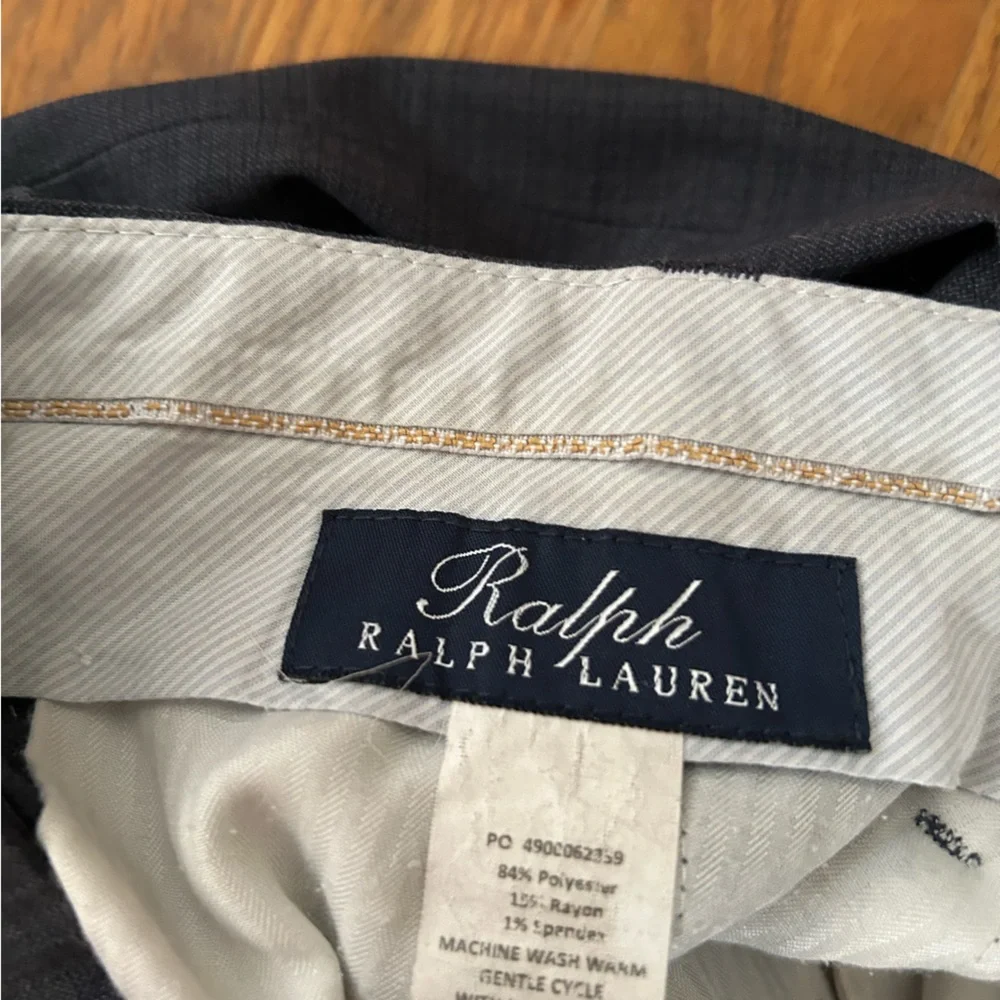 Ralph
RALPH LAUREN
PO 4900062359
84% Polyester
15% Rayon
1% Spandex
MACHINE WASH WARM
GENTLE CYCLE